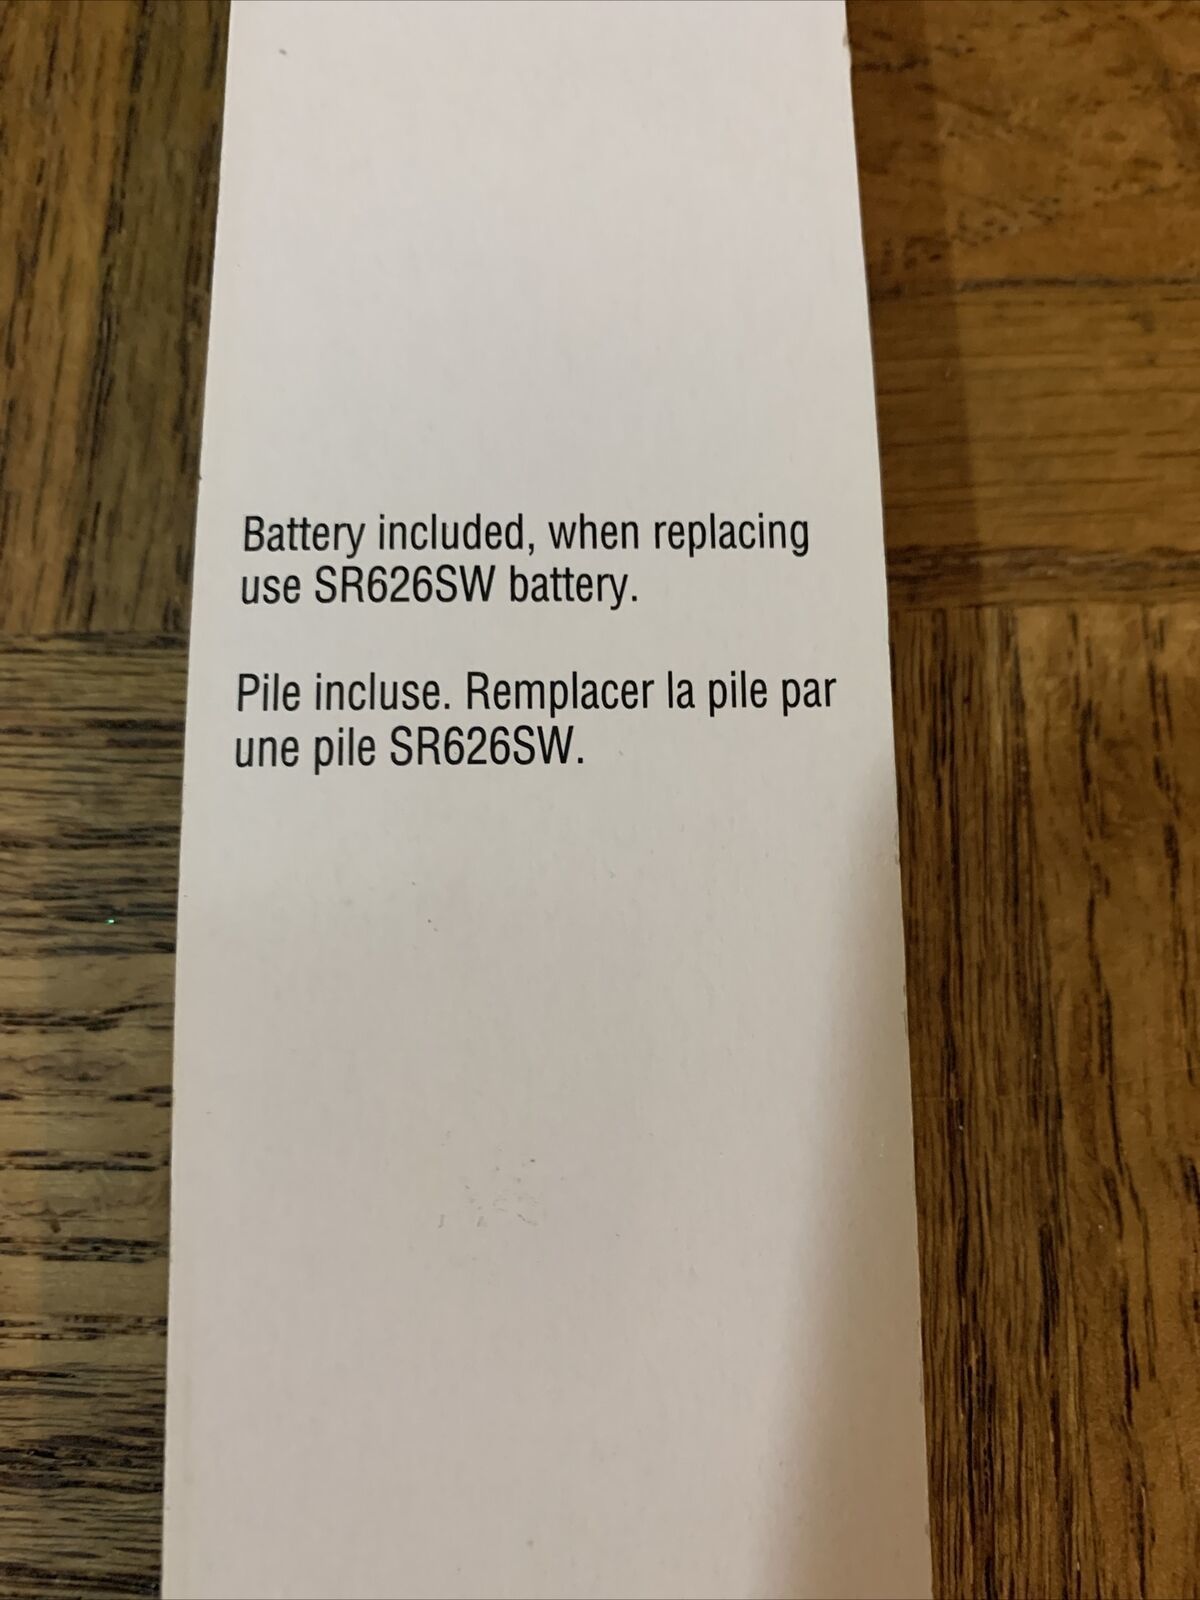 Battery included, when replacing
use SR626SW battery.
Pile incluse. Remplacer la pile par
une pile SR626SW.